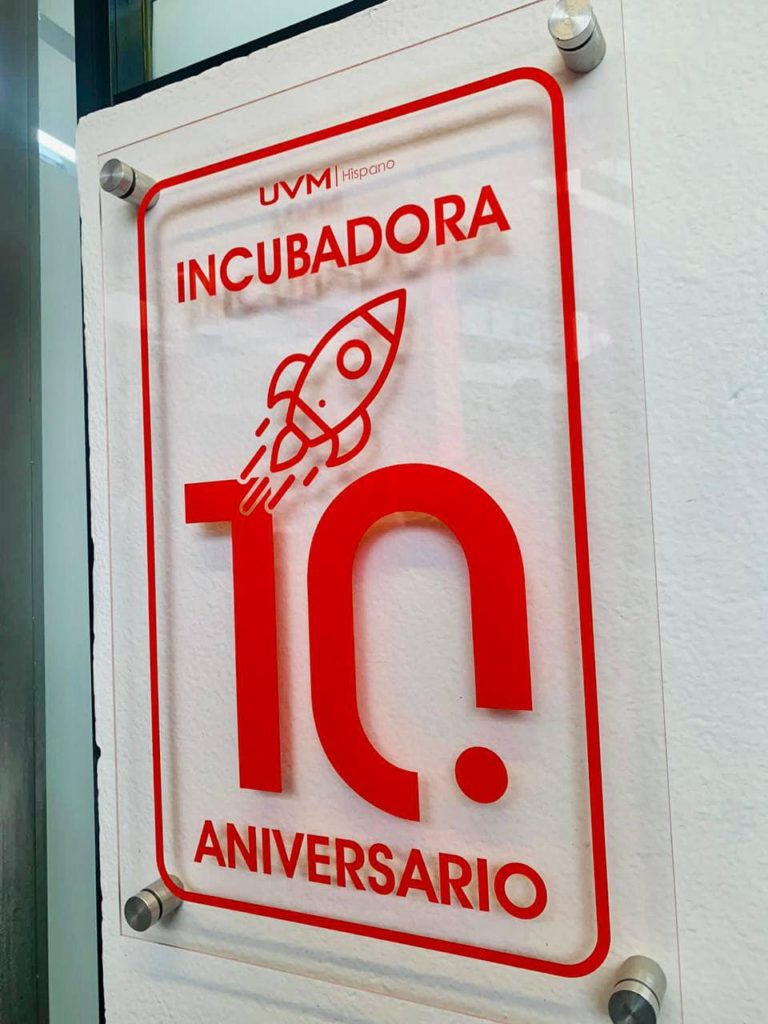 UVM | Hispano
INCUBADORA
10
ANIVERSARIO